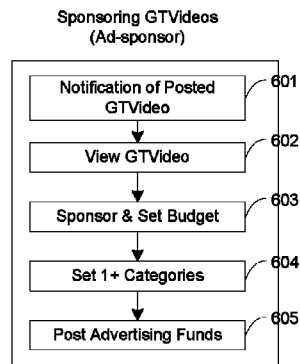 Sponsoring GTVideos
(Ad-sponsor)
Notification of Posted
GTVideo
601
View GTVideo
602
Sponsor & Set Budget
603
Set 1+ Categories
604
Post Advertising Funds
605